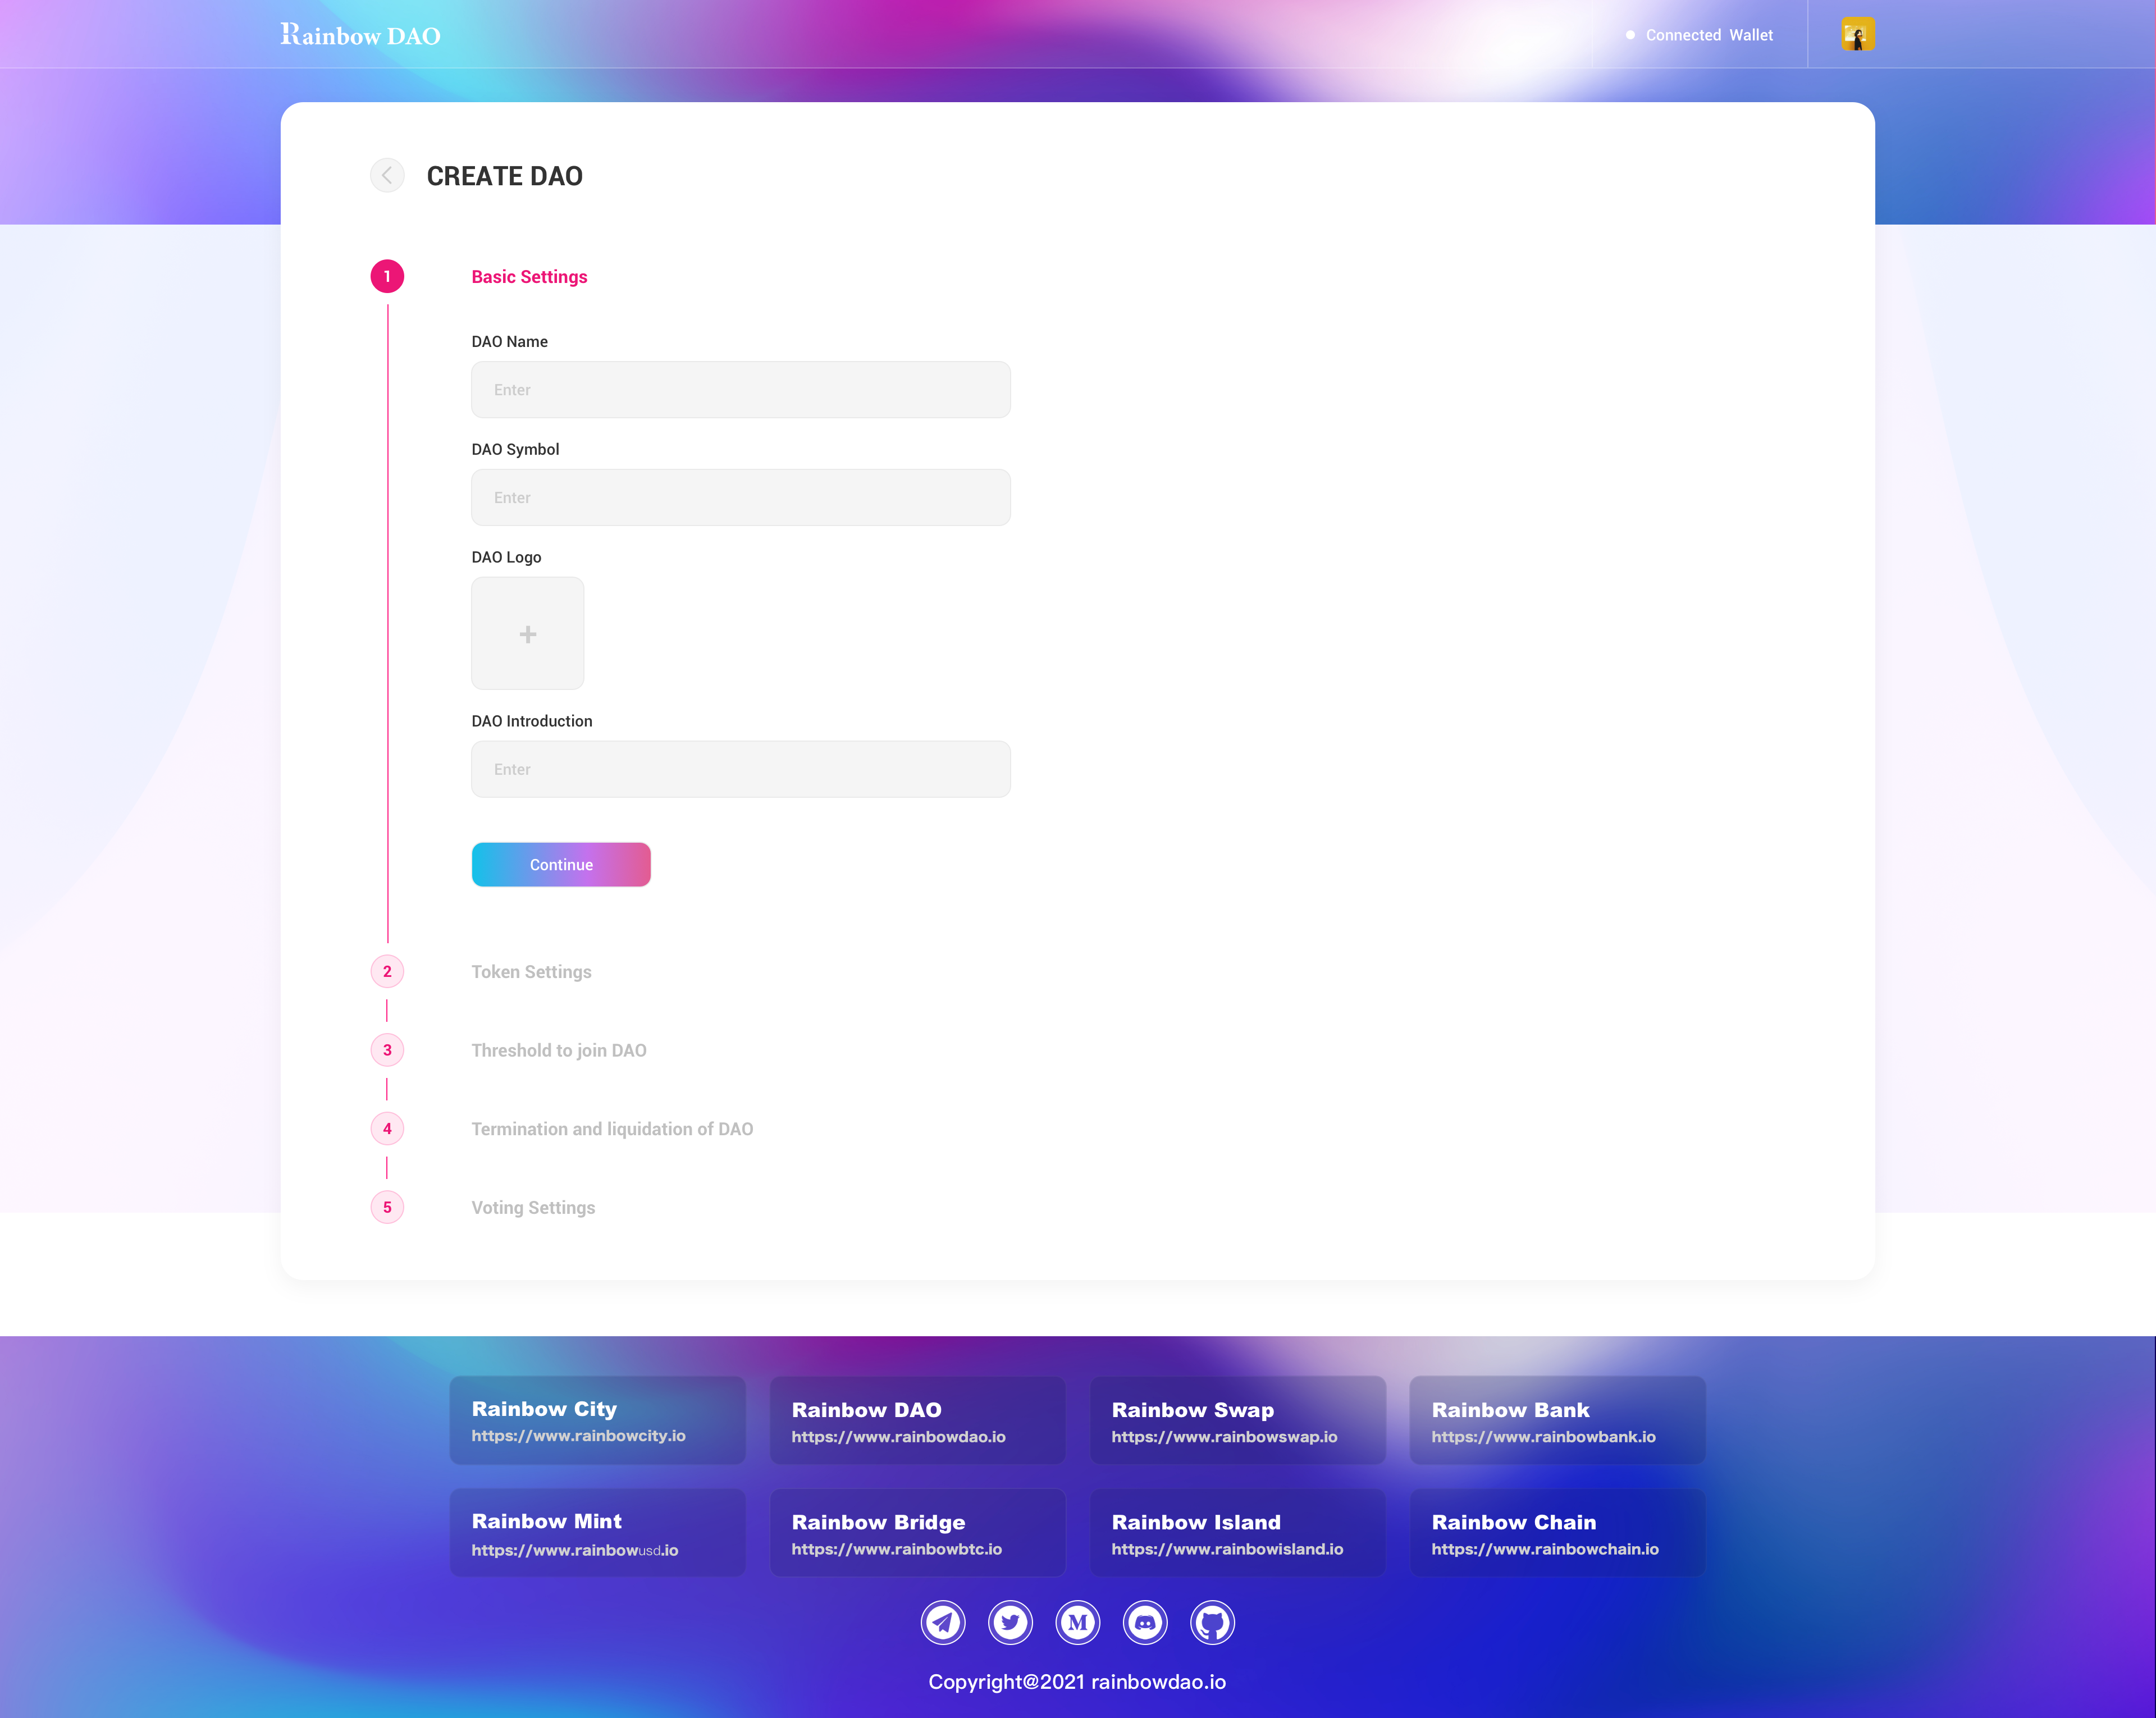 Rainbow DAO
Connected Wallet
CREATE DAO
1
Basic Settings
DAO Name
Enter
DAO Symbol
Enter
DAO Logo
+
DAO Introduction
Enter
Continue
2
Token Settings
3
Threshold to join DAO
4
Termination and liquidation of DAO
5
Voting Settings
Rainbow City
https://www.rainbowcity.io
Rainbow DAO
https://www.rainbowdao.io
Rainbow Swap
https://www.rainbowswap.io
Rainbow Bank
https://www.rainbowbank.io
Rainbow Mint
https://www.rainbowusd.io
Rainbow Bridge
https://www.rainbowbtc.io
Rainbow Island
https://www.rainbowisland.io
Rainbow Chain
https://www.rainbowchain.io
M
Copyright@2021 rainbowdao.io